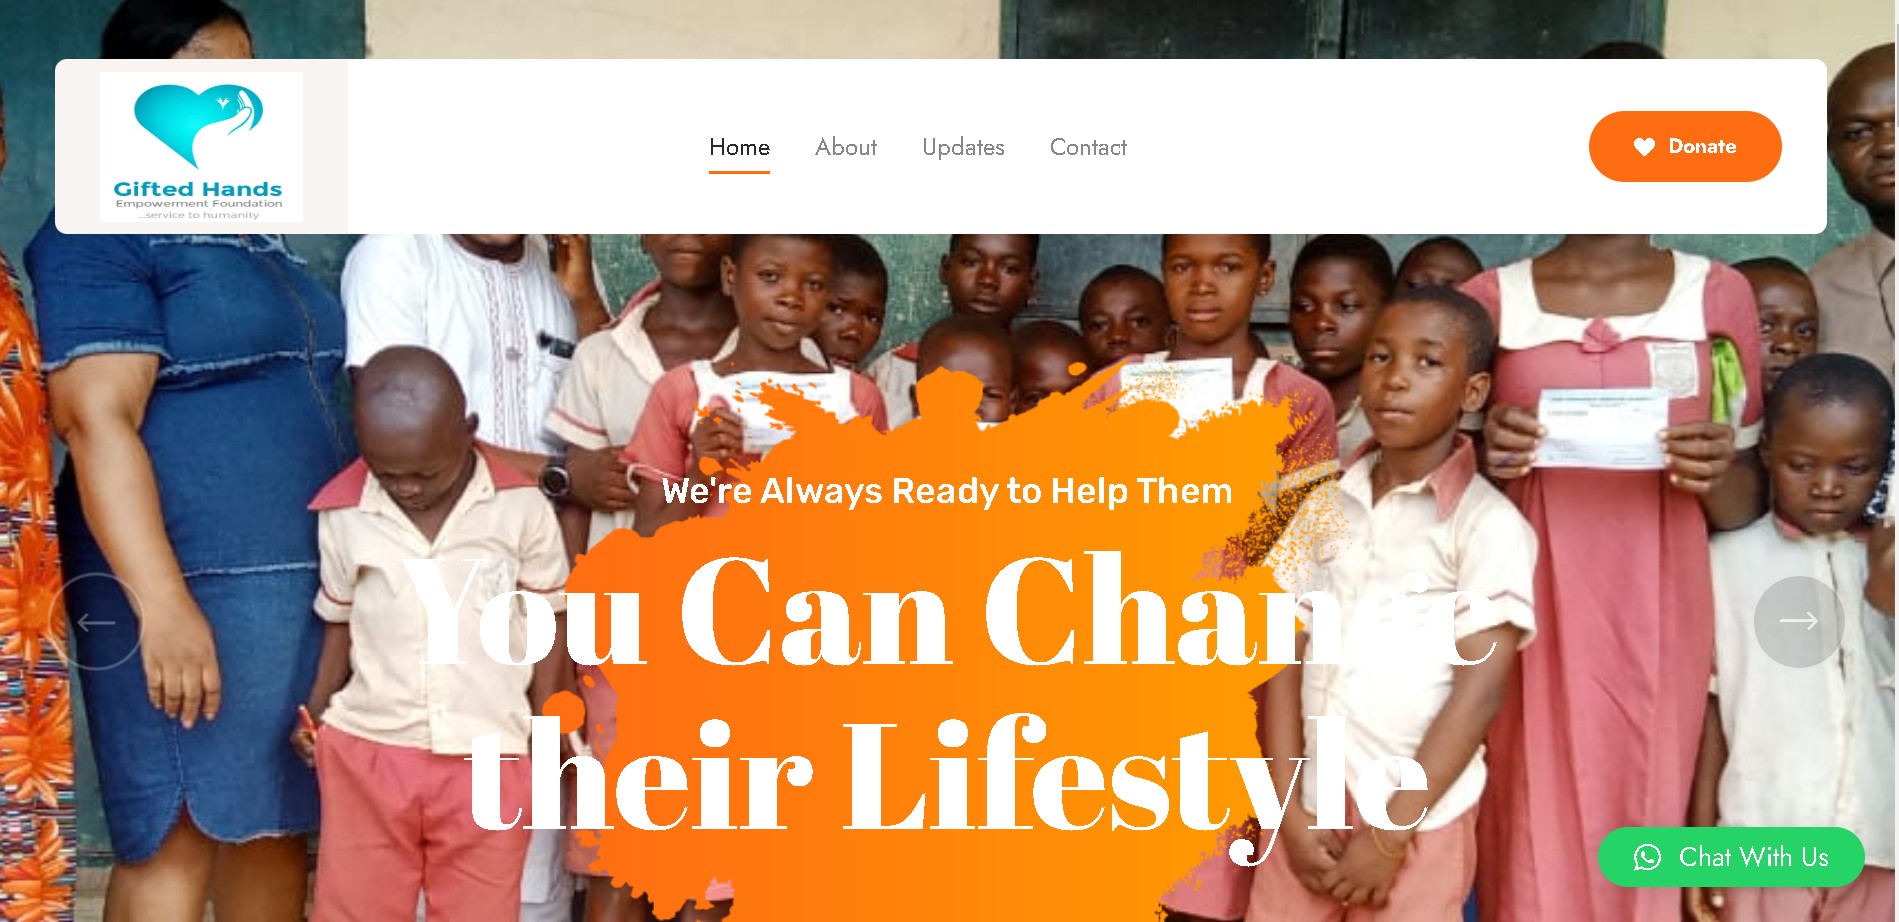 Gifted Hands
Empowerment Foundation
...service to humanity
Home
About
Updates
Contact
Donate
We're Always Ready to Help Them
You Can Change
their Lifestyle
Chat With Us